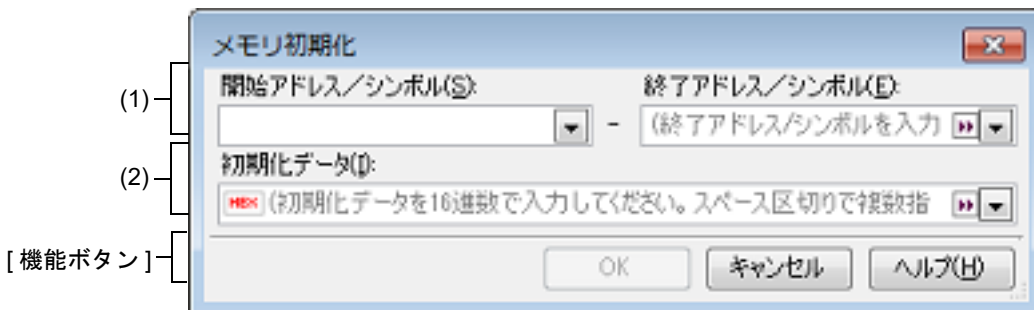 メモリ初期化
(1)
開始アドレス／シンボル(S):
終了アドレス／シンボル(E):
-
(終了アドレス/シンボルを入力
(2)
初期化データ(I):
HEX (初期化データを16進数で入力してください。スペース区切りで複数指
[ 機能ボタン ]
OK キャンセル ヘルプ(H)